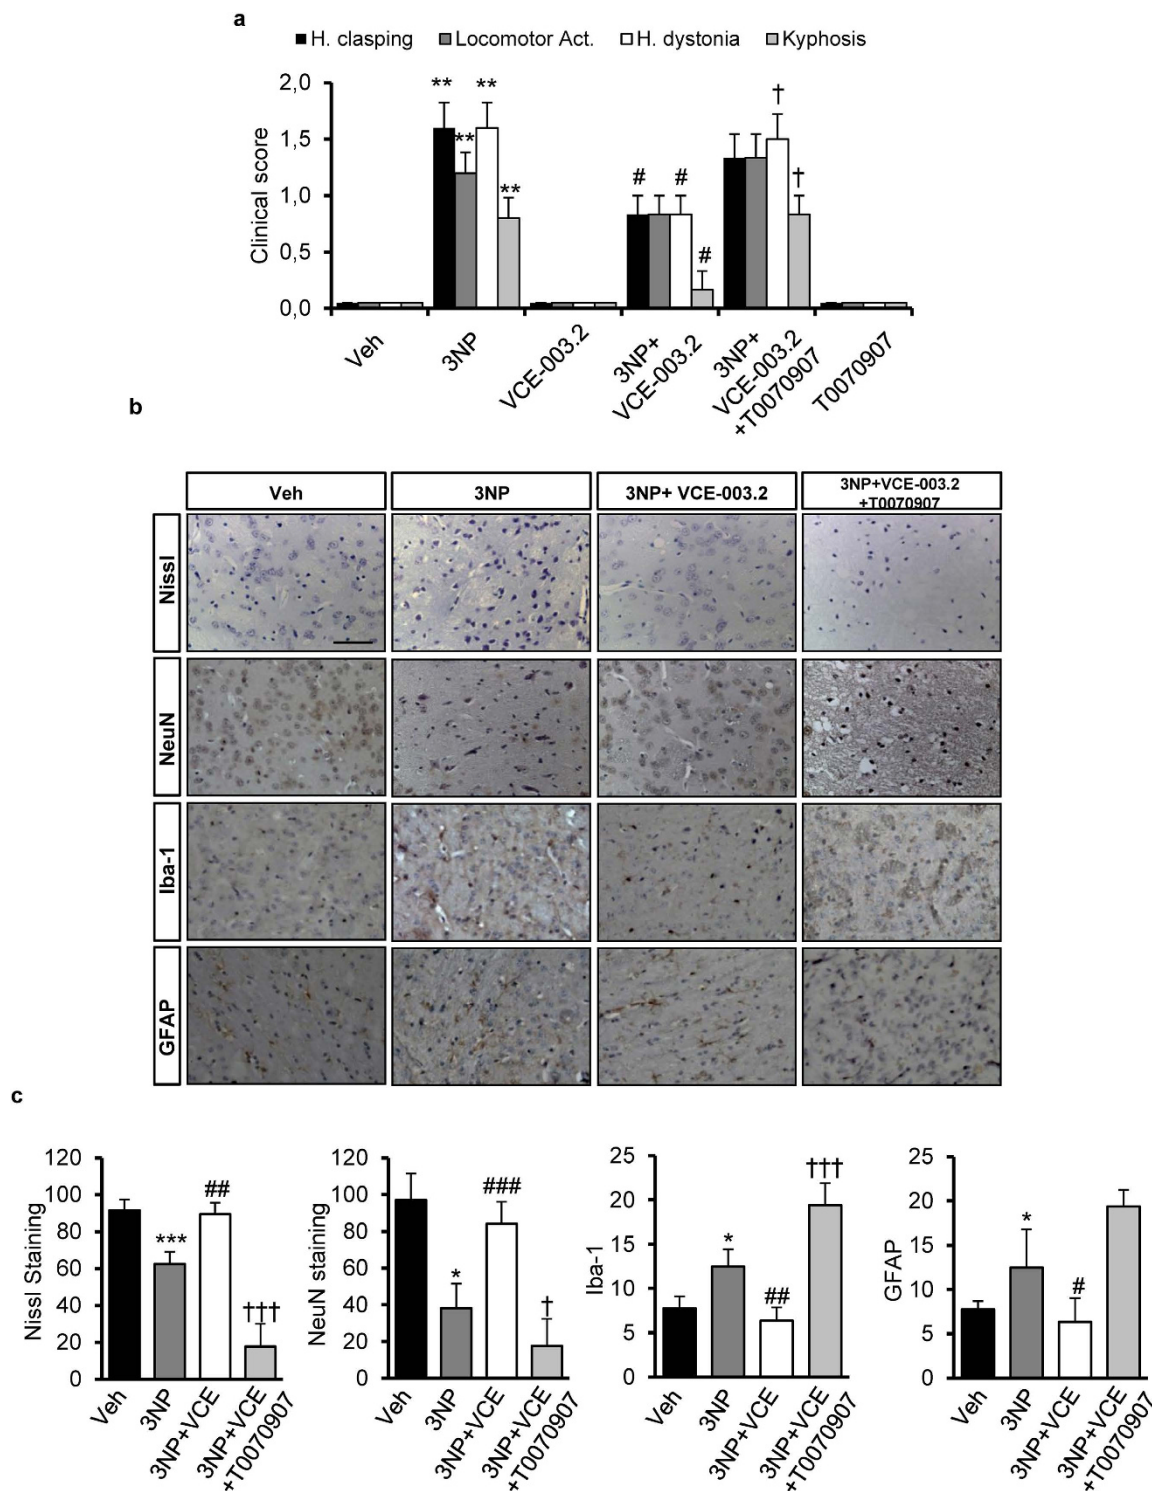 a
H. clasping Locomotor Act. H. dystonia Kyphosis
Clinical score
2,0
1,5
1,0
0,5
0,0
** ** ** **
# # #
† †
Veh
3NP
VCE-003.2
3NP+
VCE-003.2
3NP+
VCE-003.2
+T0070907
T0070907
b
Veh
3NP
3NP+ VCE-003.2
3NP+VCE-003.2
+T0070907
Nissl
NeuN
Iba-1
GFAP
c
Nissl Staining
120
100
80
60
40
20
0
***
##
†††
Veh
3NP
3NP+VCE
3NP+VCE
+T0070907
NeuN staining
120
100
80
60
40
20
0
*
###
†
Veh
3NP
3NP+VCE
3NP+VCE
+T0070907
Iba-1
25
20
15
10
5
0
*
##
†††
Veh
3NP
3NP+VCE
3NP+VCE
+T0070907
GFAP
25
20
15
10
5
0
*
#
Veh
3NP
3NP+VCE
3NP+VCE
+T0070907